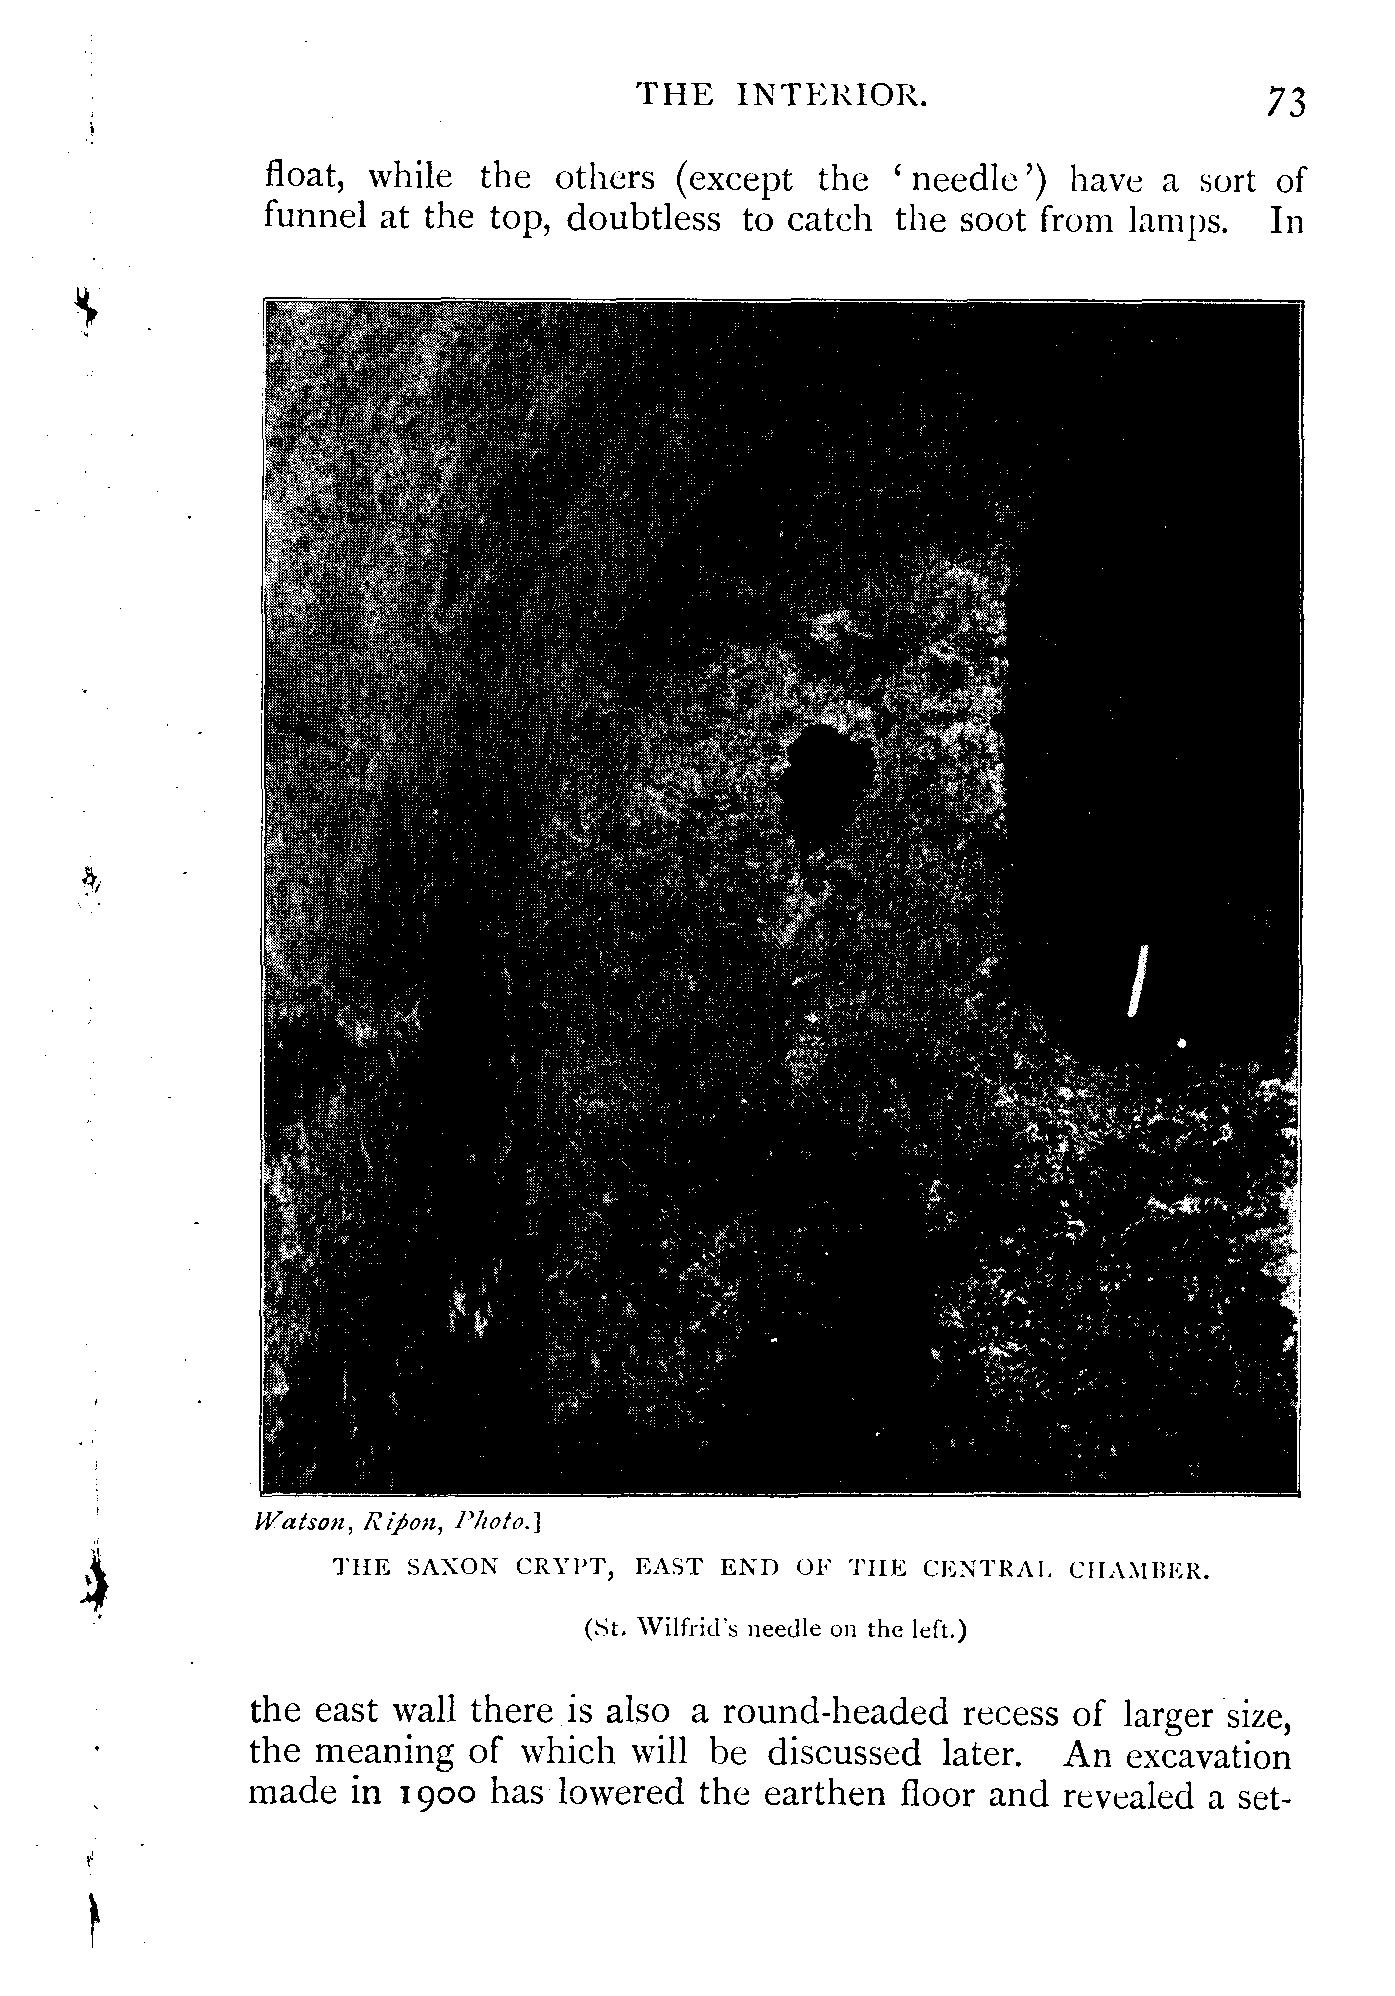 THE INTERIOR.
73
float, while the others (except the ‘needle’) have a sort of
funnel at the top, doubtless to catch the soot from lamps. In
Watson, Ripon, Photo.]
THE SAXON CRYPT, EAST END OF THE CENTRAL CHAMBER.
(St. Wilfrid's needle on the left.)
the east wall there is also a round-headed recess of larger size,
the meaning of which will be discussed later. An excavation
made in 1900 has lowered the earthen floor and revealed a set-